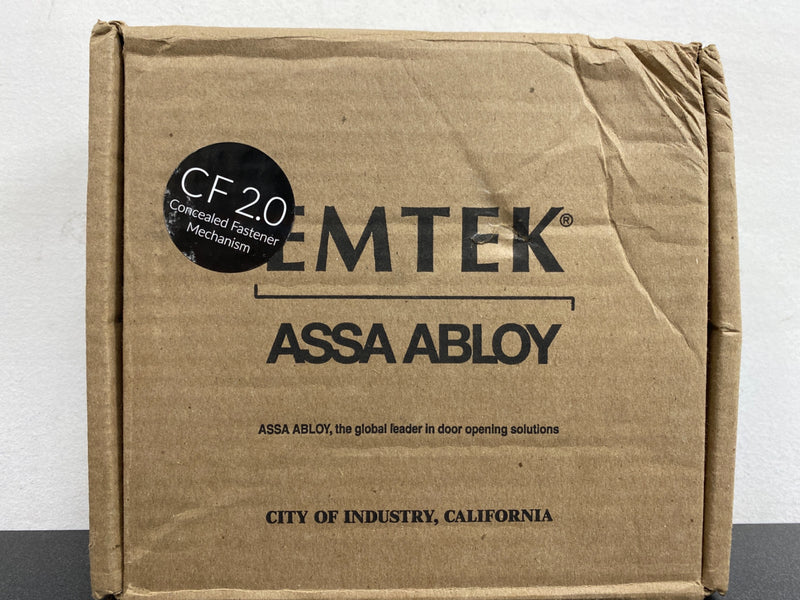 CF 2.0
Concealed Fastener
Mechanism
EMTEK®
ASSA ABLOY
ASSA ABLOY, the global leader in door opening solutions
CITY OF INDUSTRY, CALIFORNIA